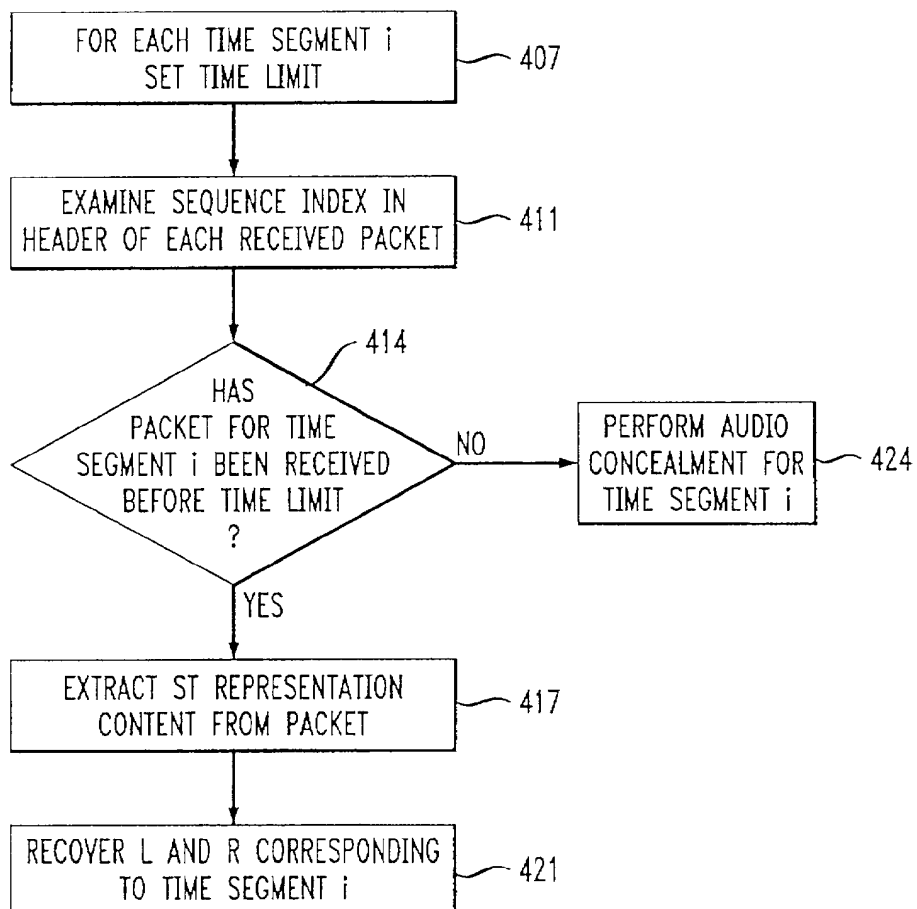 FOR EACH TIME SEGMENT i
SET TIME LIMIT
407
EXAMINE SEQUENCE INDEX IN
HEADER OF EACH RECEIVED PACKET
411
414
HAS
PACKET FOR TIME
SEGMENT i BEEN RECEIVED
BEFORE TIME LIMIT
?
NO
PERFORM AUDIO
CONCEALMENT FOR
TIME SEGMENT i
424
YES
EXTRACT ST REPRESENTATION
CONTENT FROM PACKET
417
RECOVER L AND R CORRESPONDING
TO TIME SEGMENT i
421